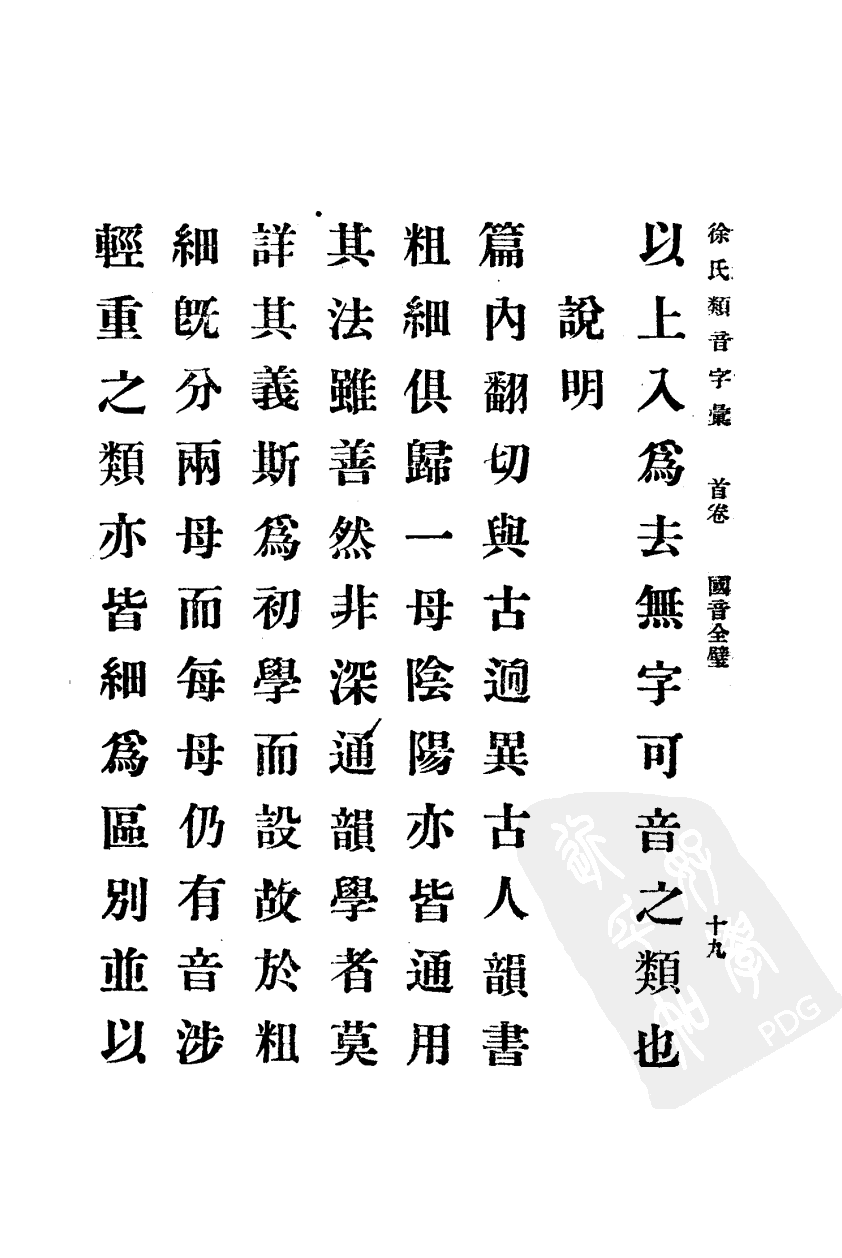 徐氏類音字彙 首卷 國音全璧 十九
以上入爲去無字可音之類也
說明
篇內翻切與古逈異古人韻書
粗細俱歸一母陰陽亦皆通用
其法雖善然非深通韻學者莫
詳其義斯爲初學而設故於粗
細旣分兩母而每母仍有音涉
輕重之類亦皆細爲區別並以
PDG